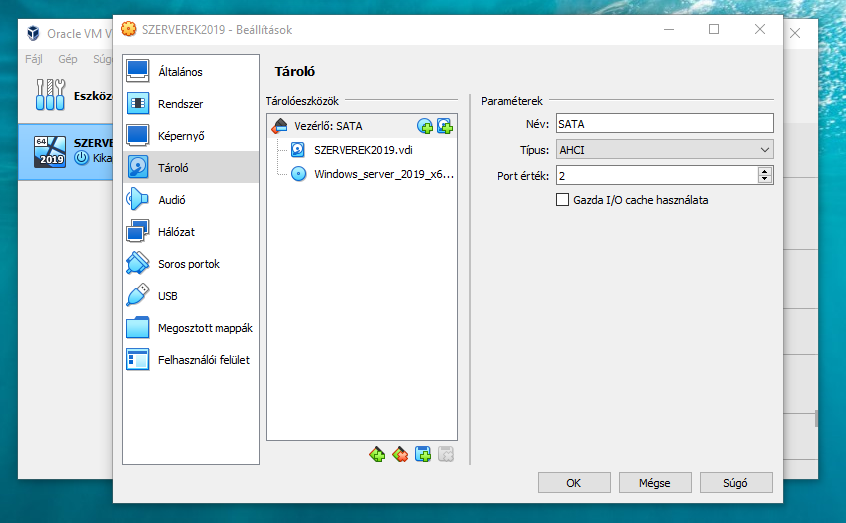 Oracle VM V
Fájl Gép Súg
Eszköz
64
2019
SZERVE
Kika
SZERVEREK2019 - Beállítások
Általános
Rendszer
Képernyő
Tároló
Audió
Hálózat
Soros portok
USB
Megosztott mappák
Felhasználói felület
Tároló
Tárolóeszközök
Vezérlő: SATA
SZERVEREK2019.vdi
Windows_server_2019_x6...
Paraméterek
Név: SATA
Típus: AHCI
Port érték: 2
Gazda I/O cache használata
OK Mégse Súgó